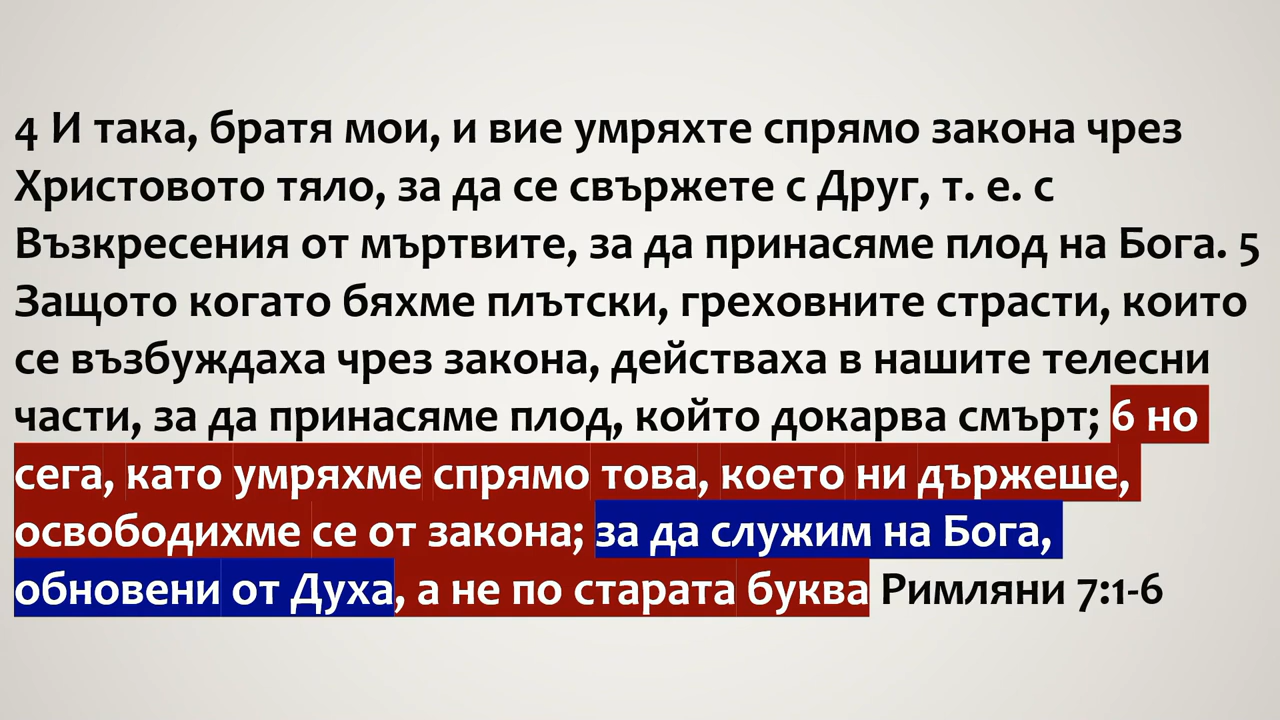 4 И така, братя мои, и вие умряхте спрямо закона чрез
Христовото тяло, за да се свържете с Друг, т. е. с
Възкресения от мъртвите, за да принасяме плод на Бога. 5
Защото когато бяхме плътски, греховните страсти, които
се възбуждаха чрез закона, действаха в нашите телесни
части, за да принасяме плод, който докарва смърт; 6 но
сега, като умряхме спрямо това, което ни държеше,
освободихме се от закона; за да служим на Бога,
обновени от Духа, а не по старата буква Римляни 7:1-6